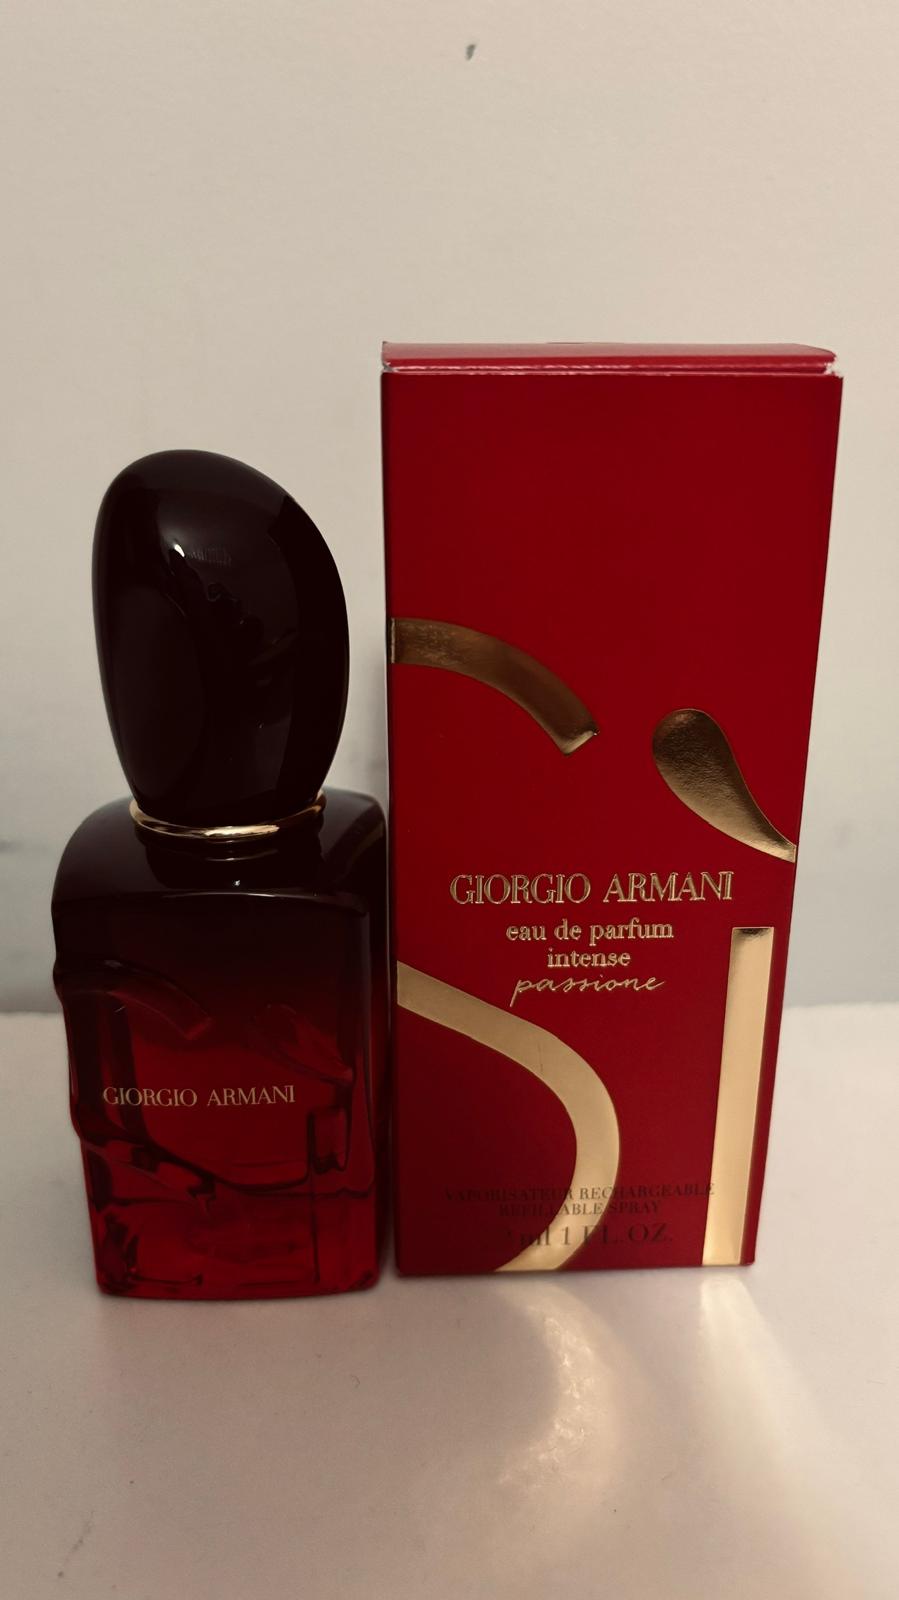 GIORGIO ARMANI
GIORGIO ARMANI
eau de parfum
intense
passione
VAPORISATEUR RECHARGEABLE
REFILLABLE SPRAY
ml 1 FL.OZ.